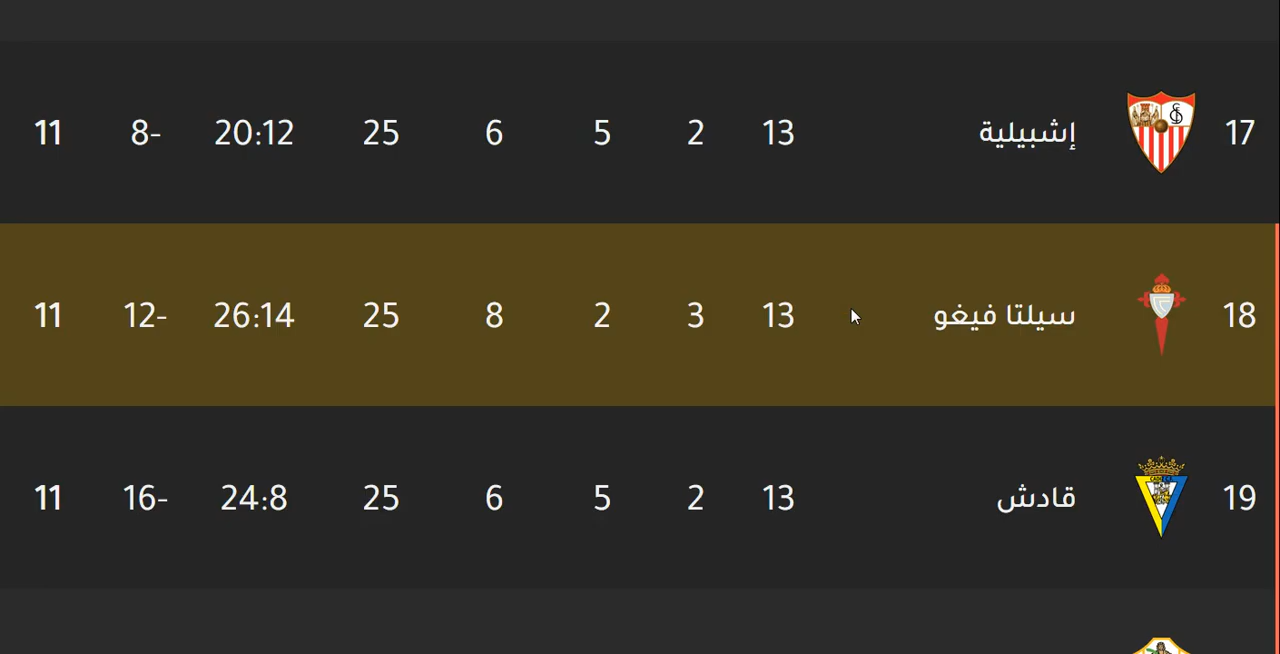 17 إشبيلية 13 2 5 6 25 20:12 8- 11
18 سيلتا فيغو 13 3 2 8 25 26:14 12- 11
19 قادش 13 2 5 6 25 24:8 16- 11